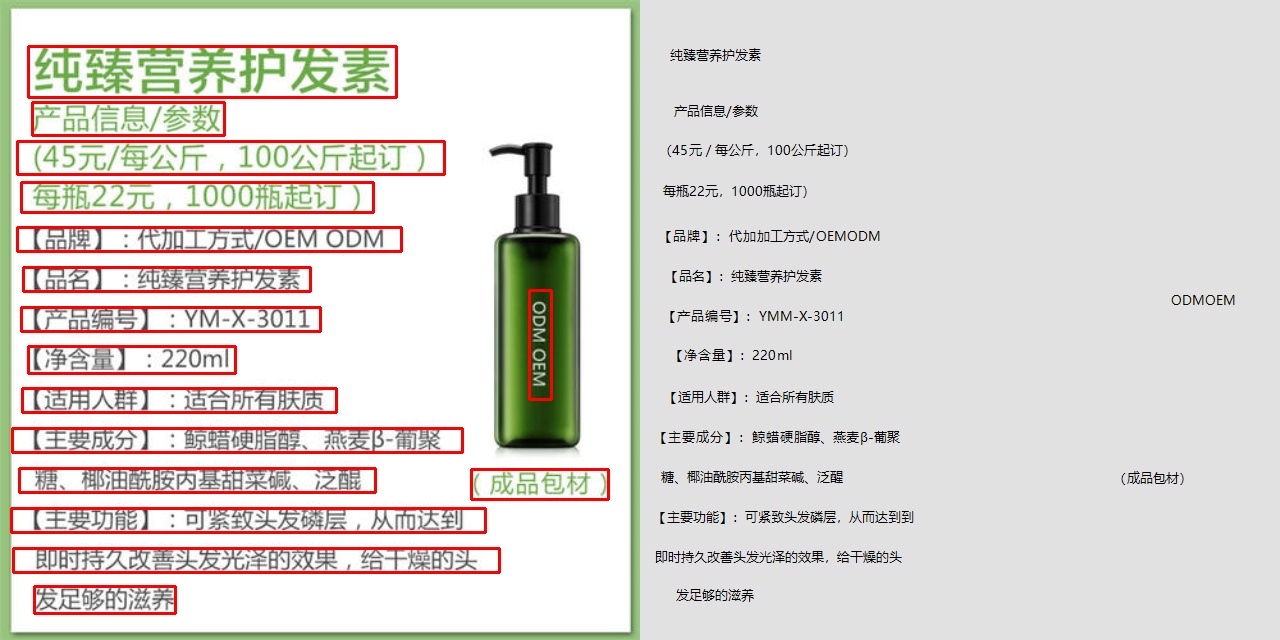 纯臻营养护发素
产品信息/参数
(45元/每公斤，100公斤起订）
每瓶22元，1000瓶起订）
【品牌】：代加工方式/OEM ODM
【品名】：纯臻营养护发素
【产品编号】：YM-X-3011
【净含量】：220ml
【适用人群】：适合所有肤质
【主要成分】：鲸蜡硬脂醇、燕麦β-葡聚
糖、椰油酰胺丙基甜菜碱、泛醌
【主要功能】：可紧致头发磷层，从而达到
即时持久改善头发光泽的效果，给干燥的头
发足够的滋养
ODM OEM
（成品包材）
纯臻营养护发素
产品信息/参数
（45元/每公斤，100公斤起订）
每瓶22元，1000瓶起订）
【品牌】：代加加工方式/OEMODM
【品名】：纯臻营养护发素
【产品编号】：YMM-X-3011
【净含量】：220ml
【适用人群】：适合所有肤质
【主要成分】：鲸蜡硬脂醇、燕麦β-葡聚
糖、椰油酰胺丙基甜菜碱、泛醒
【主要功能】：可紧致头发磷层，从而达到到
即时持久改善头发光泽的效果，给干燥的头
发足够的滋养
ODMOEM
（成品包材）